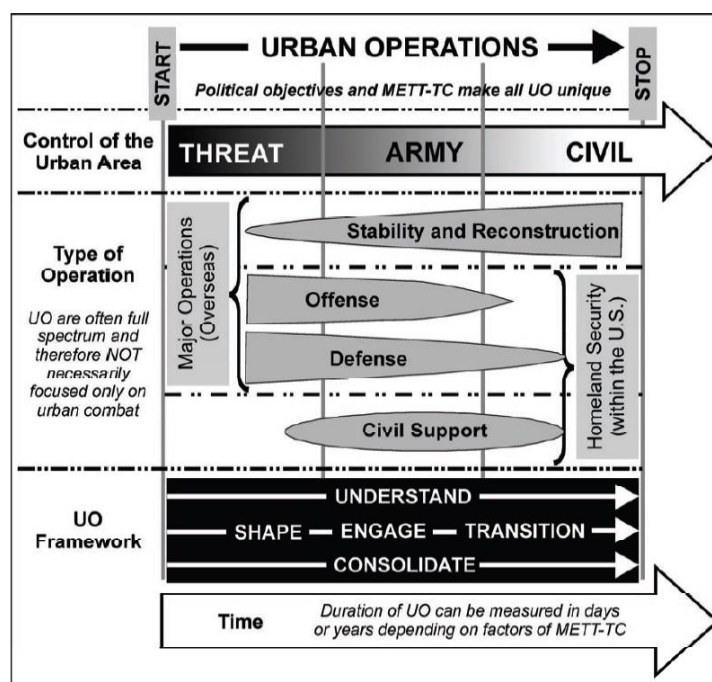 START
URBAN OPERATIONS
STOP
Political objectives and METT-TC make all UO unique
Control of the
Urban Area
THREAT ARMY CIVIL
Type of
Operation
UO are often full
spectrum and
therefore NOT
necessarily
focused only on
urban combat
Major Operations
(Overseas)
Stability and Reconstruction
Offense
Defense
Civil Support
Homeland Security
(within the U.S.)
UO
Framework
UNDERSTAND
SHAPE ENGAGE TRANSITION
CONSOLIDATE
Time
Duration of UO can be measured in days
or years depending on factors of METT-TC